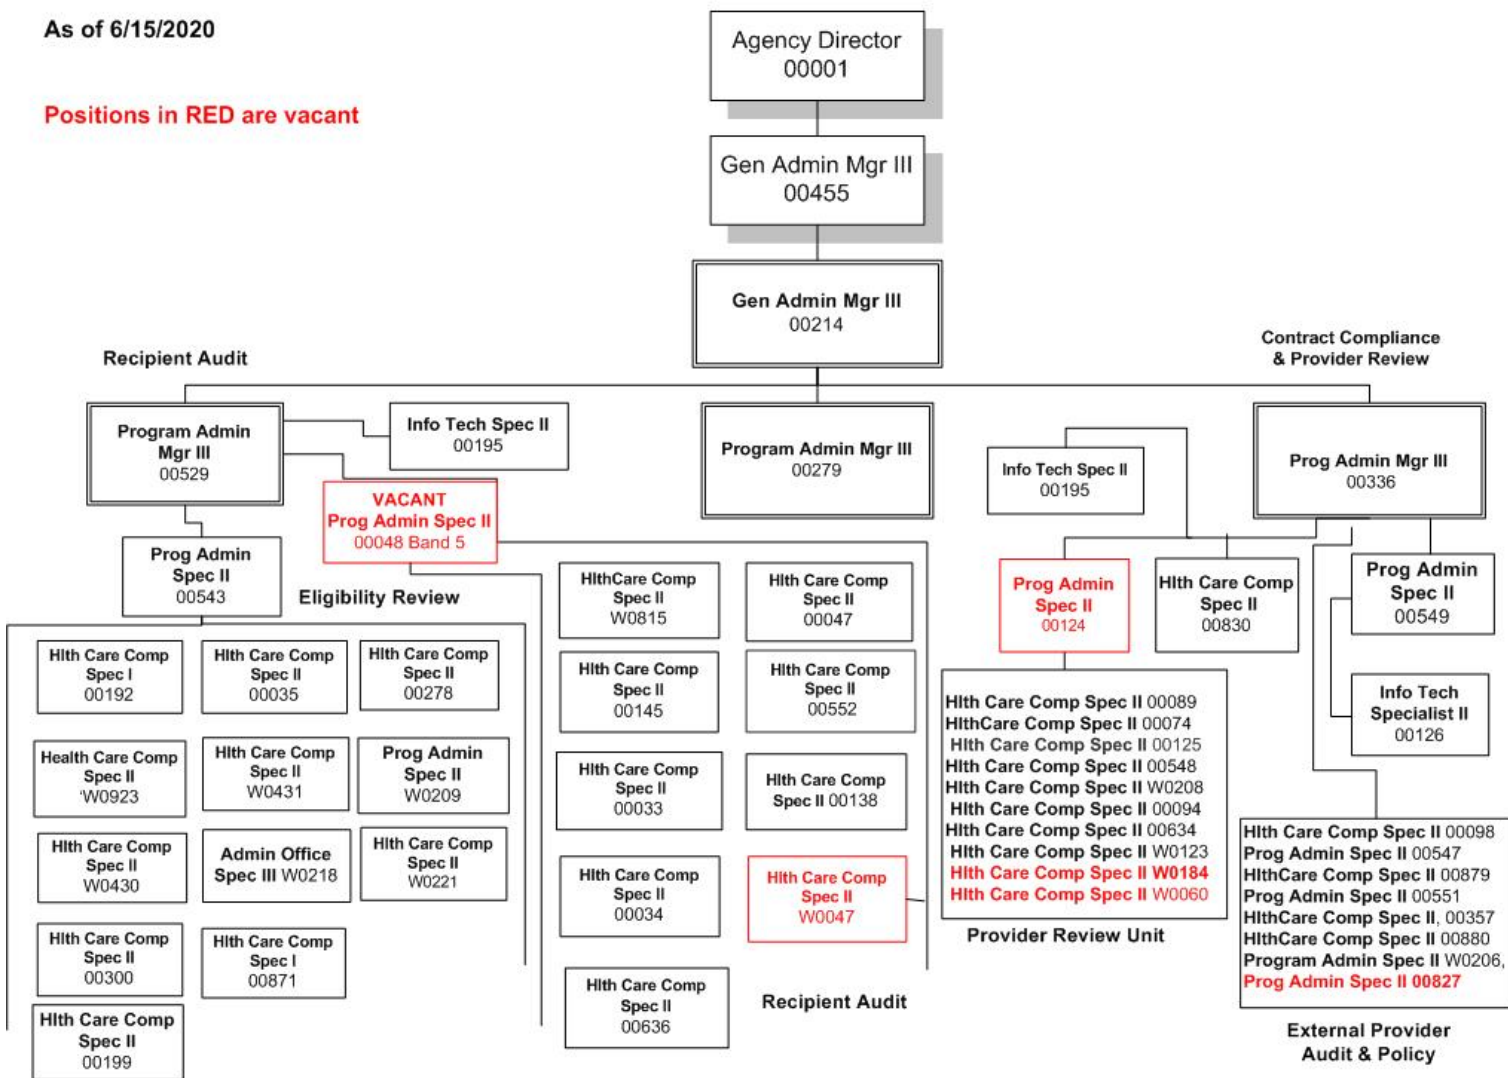 As of 6/15/2020
Positions in RED are vacant
Agency Director
00001
Gen Admin Mgr III
00455
Gen Admin Mgr III
00214
Recipient Audit
Contract Compliance
& Provider Review
Program Admin
Mgr III
00529
Info Tech Spec II
00195
Program Admin Mgr III
00279
Info Tech Spec II
00195
Prog Admin Mgr III
00336
VACANT
Prog Admin Spec II
00048 Band 5
Prog Admin
Spec II
00543
Eligibility Review
Hlth Care Comp
Spec I
00192
Hlth Care Comp
Spec II
00035
Hlth Care Comp
Spec II
00278
Health Care Comp
Spec II
'W0923
Hlth Care Comp
Spec II
W0431
Prog Admin
Spec II
W0209
Hlth Care Comp
Spec II
W0430
Admin Office
Spec III W0218
Hlth Care Comp
Spec II
W0221
Hlth Care Comp
Spec II
00300
Hlth Care Comp
Spec I
00871
Hlth Care Comp
Spec II
00199
HlthCare Comp
Spec II
W0815
Hlth Care Comp
Spec II
00047
Hlth Care Comp
Spec II
00145
Hlth Care Comp
Spec II
00552
Hlth Care Comp
Spec II
00033
Hlth Care Comp
Spec II 00138
Hlth Care Comp
Spec II
00034
Hlth Care Comp
Spec II
W0047
Hlth Care Comp
Spec II
00636
Recipient Audit
Prog Admin
Spec II
00124
Hlth Care Comp
Spec II
00830
Prog Admin
Spec II
00549
Info Tech
Specialist II
00126
Hlth Care Comp Spec II 00089
HlthCare Comp Spec II 00074
Hlth Care Comp Spec II 00125
Hlth Care Comp Spec II 00548
Hlth Care Comp Spec II W0208
Hlth Care Comp Spec II 00094
Hlth Care Comp Spec II 00634
Hlth Care Comp Spec II W0123
Hlth Care Comp Spec II W0184
Hlth Care Comp Spec II W0060
Provider Review Unit
Hlth Care Comp Spec II 00098
Prog Admin Spec II 00547
HlthCare Comp Spec II 00879
Prog Admin Spec II 00551
HlthCare Comp Spec II, 00357
HlthCare Comp Spec II 00880
Program Admin Spec II W0206,
Prog Admin Spec II 00827
External Provider
Audit & Policy